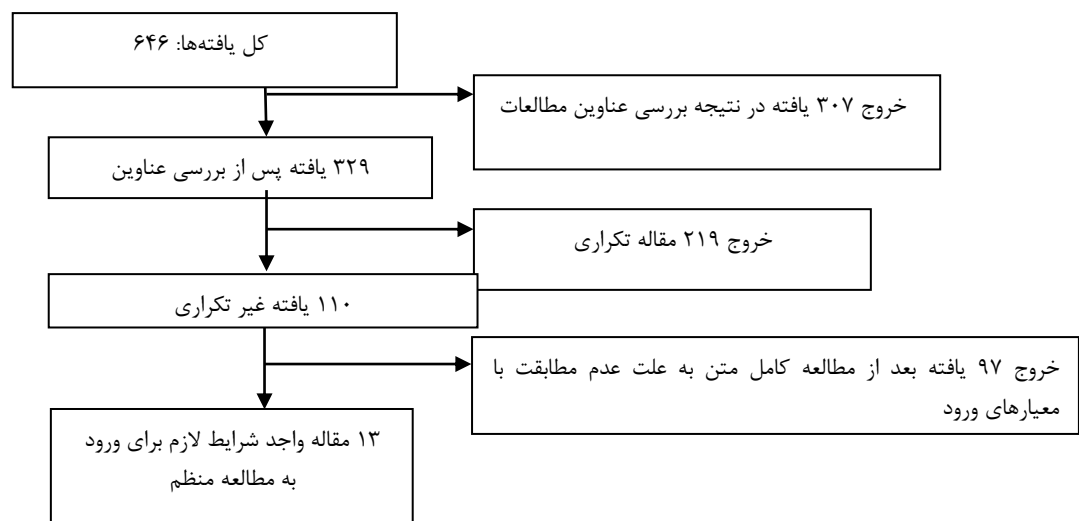 کل یافته‌ها: ۶۴۶
خروج ۳۰۷ یافته در نتیجه بررسی عناوین مطالعات
۳۲۹ یافته پس از بررسی عناوین
خروج ۲۱۹ مقاله تکراری
۱۱۰ یافته غیر تکراری
خروج ۹۷ یافته بعد از مطالعه کامل متن به علت عدم مطابقت با
معیارهای ورود
۱۳ مقاله واجد شرایط لازم برای ورود
به مطالعه منظم